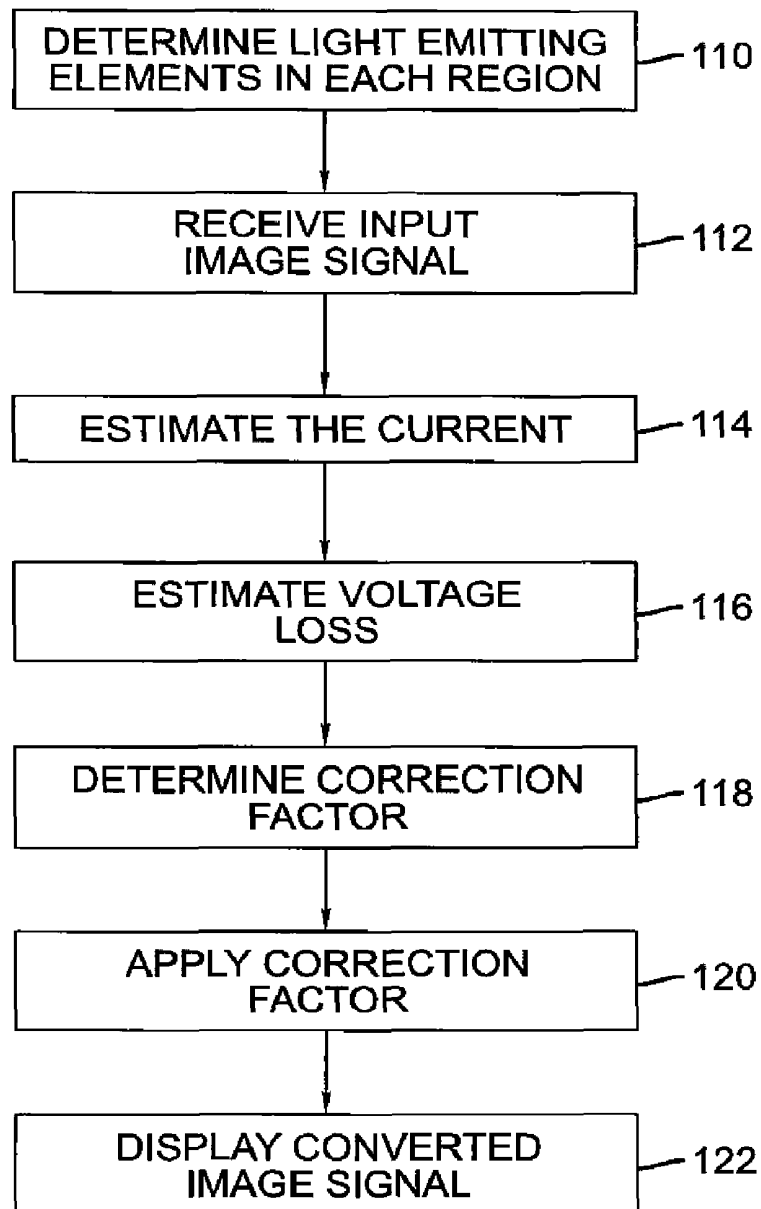 DETERMINE LIGHT EMITTING
ELEMENTS IN EACH REGION
110
RECEIVE INPUT
IMAGE SIGNAL
112
ESTIMATE THE CURRENT
114
ESTIMATE VOLTAGE
LOSS
116
DETERMINE CORRECTION
FACTOR
118
APPLY CORRECTION
FACTOR
120
DISPLAY CONVERTED
IMAGE SIGNAL
122